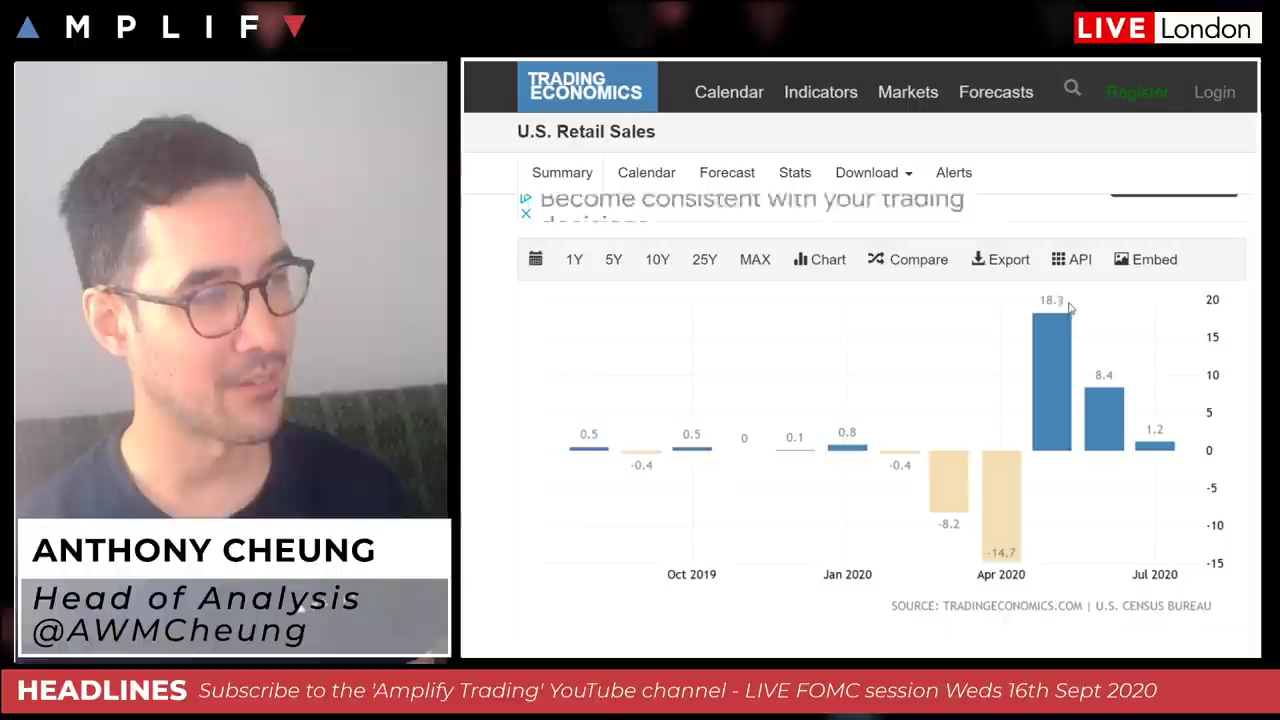 AMPLIFY
LIVE London
TRADING
ECONOMICS
Calendar Indicators Markets Forecasts Register Login
U.S. Retail Sales
Summary Calendar Forecast Stats Download Alerts
Become consistent with your trading
decisions
1Y 5Y 10Y 25Y MAX Chart Compare Export API Embed
18.3
20
15
8.4
10
5
0.5
0.5
0
0.1
0.8
1.2
0
-0.4
-0.4
-5
-8.2
-10
-14.7
-15
Oct 2019 Jan 2020 Apr 2020 Jul 2020
SOURCE: TRADINGECONOMICS.COM | U.S. CENSUS BUREAU
ANTHONY CHEUNG
Head of Analysis
@AWMCheung
HEADLINES Subscribe to the 'Amplify Trading' YouTube channel - LIVE FOMC session Weds 16th Sept 2020